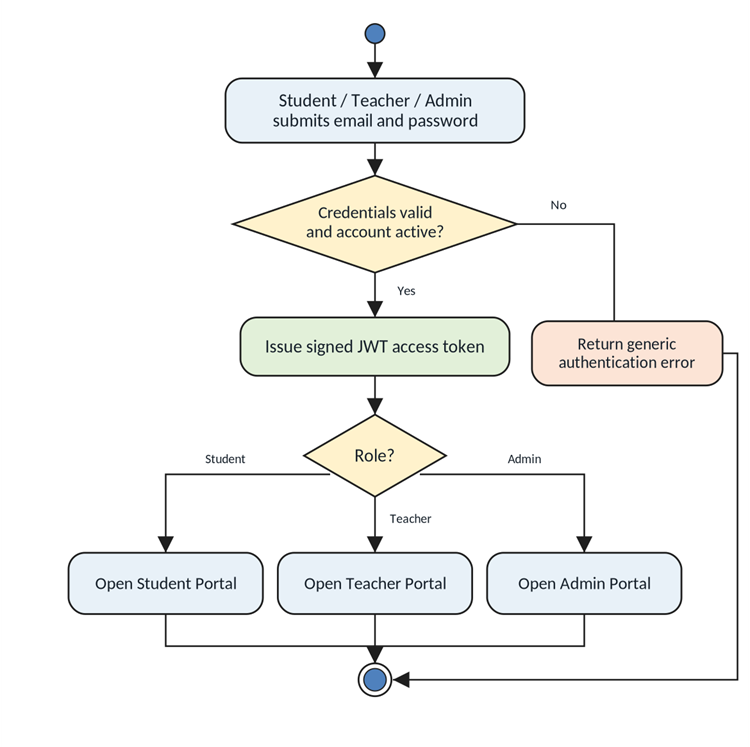 Student / Teacher / Admin
submits email and password
Credentials valid
and account active?
No
Yes
Issue signed JWT access token
Return generic
authentication error
Role?
Student
Admin
Teacher
Open Student Portal
Open Teacher Portal
Open Admin Portal